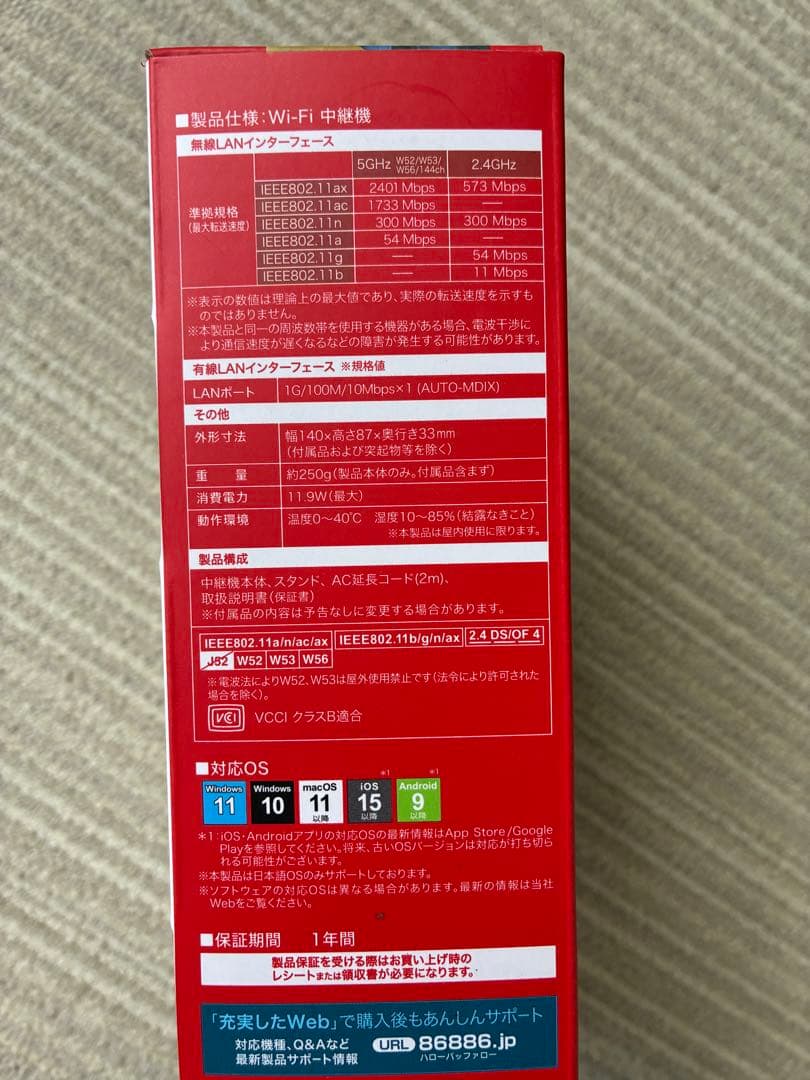 ■製品仕様：Wi-Fi 中継機
無線LANインターフェース
5GHz W52/W53/W56/144ch 2.4GHz
準拠規格
(最大転送速度)
IEEE802.11ax 2401 Mbps 573 Mbps
IEEE802.11ac 1733 Mbps ―
IEEE802.11n 300 Mbps 300 Mbps
IEEE802.11a 54 Mbps ―
IEEE802.11g ― 54 Mbps
IEEE802.11b ― 11 Mbps
※表示の数値は理論上の最大値であり、実際の転送速度を示すも
のではありません。
※本製品と同一の周波数帯を使用する機器がある場合、電波干渉に
より通信速度が遅くなるなどの障害が発生する可能性があります。
有線LANインターフェース ※規格値
LANポート 1G/100M/10Mbps×1 (AUTO-MDIX)
その他
外形寸法 幅140×高さ87×奥行き33mm
(付属品および突起物等を除く)
重 量 約250g(製品本体のみ。付属品含まず)
消費電力 11.9W(最大)
動作環境 温度0～40℃ 湿度10～85%(結露なきこと)
※本製品は屋内使用に限ります。
製品構成
中継機本体、スタンド、AC延長コード(2m)、
取扱説明書(保証書)
※付属品の内容は予告なしに変更する場合があります。
IEEE802.11a/n/ac/ax IEEE802.11b/g/n/ax 2.4 DS/OF 4
J52 W52 W53 W56
※電波法によりW52、W53は屋外使用禁止です(法令により許可された
場合を除く)。
VCCI VCCI クラスB適合
■対応OS
Windows 11
Windows 10
macOS 11 以降
iOS 15 以降 *1
Android 9 以降 *1
*1：iOS・Androidアプリの対応OSの最新情報はApp Store/Google
Playを参照してください。将来、古いOSバージョンは対応が打ち切ら
れる可能性がございます。
※本製品は日本語OSのみサポートしております。
※ソフトウェアの対応OSは異なる場合があります。最新の情報は当社
Webをご覧ください。
■保証期間 1年間
製品保証を受ける際はお買い上げ時の
レシートまたは領収書が必要になります。
「充実したWeb」で購入後もあんしんサポート
対応機種、Q&Aなど
最新製品サポート情報
URL 86886.jp
ハローバッファロー